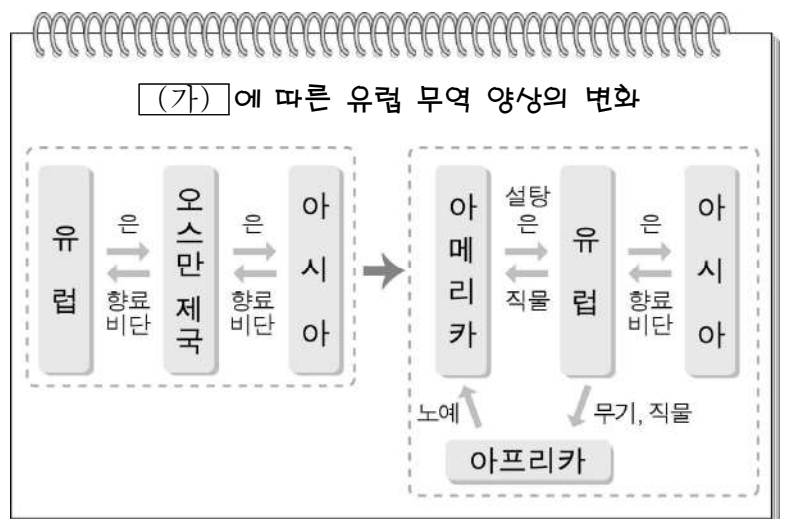 (가) 에 따른 유럽 무역 양상의 변화
유럽
은
향료
비단
오스만 제국
은
향료
비단
아시아
아메리카
설탕
은
직물
유럽
은
향료
비단
아시아
노예
무기, 직물
아프리카